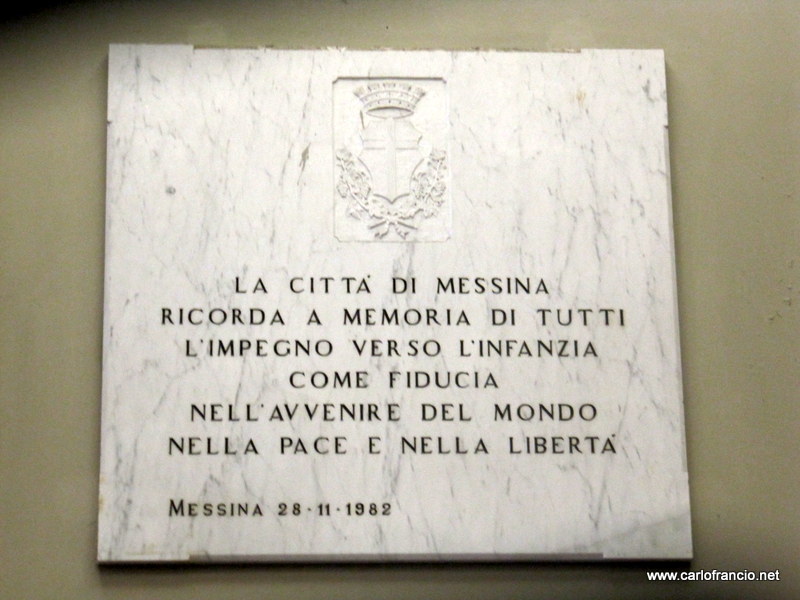 LA CITTÀ DI MESSINA
RICORDA A MEMORIA DI TUTTI
L'IMPEGNO VERSO L'INFANZIA
COME FIDUCIA
NELL'AVVENIRE DEL MONDO
NELLA PACE E NELLA LIBERTÀ
MESSINA 28·11·1982
www.carlofrancio.net